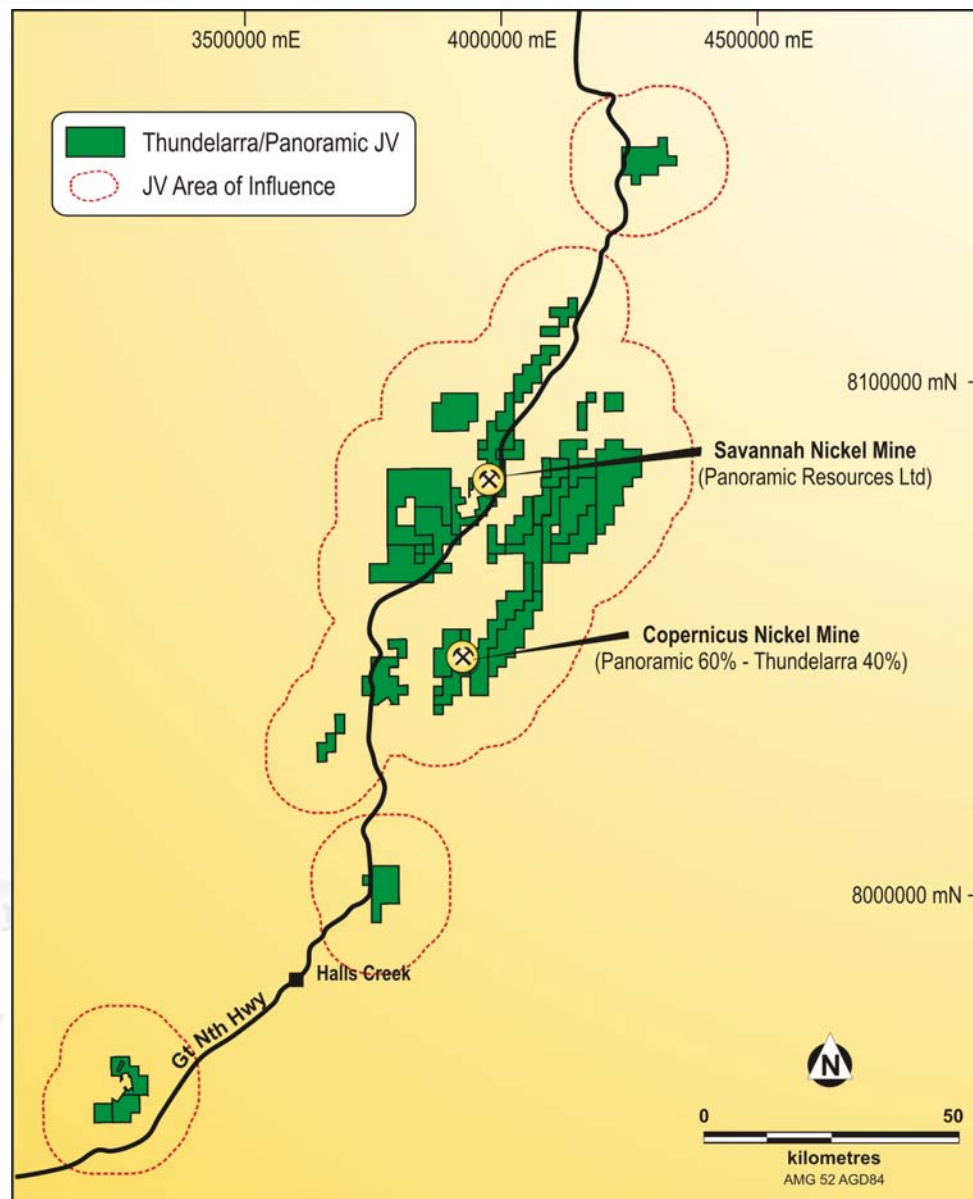 3500000 mE
4000000 mE
4500000 mE
Thundelarra/Panoramic JV
JV Area of Influence
8100000 mN
Savannah Nickel Mine
(Panoramic Resources Ltd)
Copernicus Nickel Mine
(Panoramic 60% - Thundelarra 40%)
8000000 mN
Halls Creek
Gt Nth Hwy
N
0
50
kilometres
AMG 52 AGD84